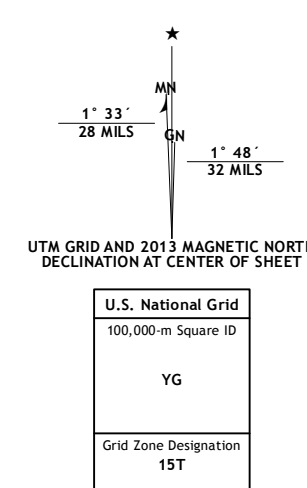 ★
MN
1° 33´
28 MILS
GN
1° 48´
32 MILS
UTM GRID AND 2013 MAGNETIC NORTH
DECLINATION AT CENTER OF SHEET
U.S. National Grid
100,000-m Square ID
YG
Grid Zone Designation
15T